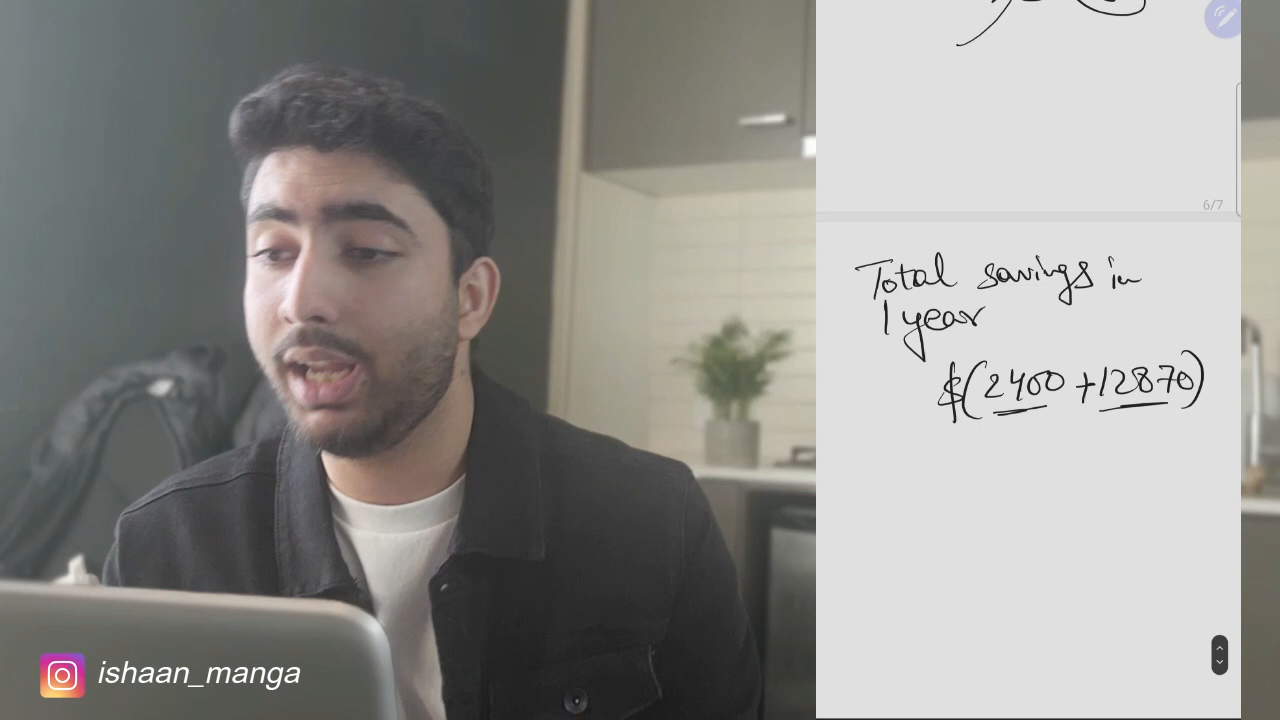 6/7
Total savings in
1 year
$(2400 + 12870)
ishaan_manga